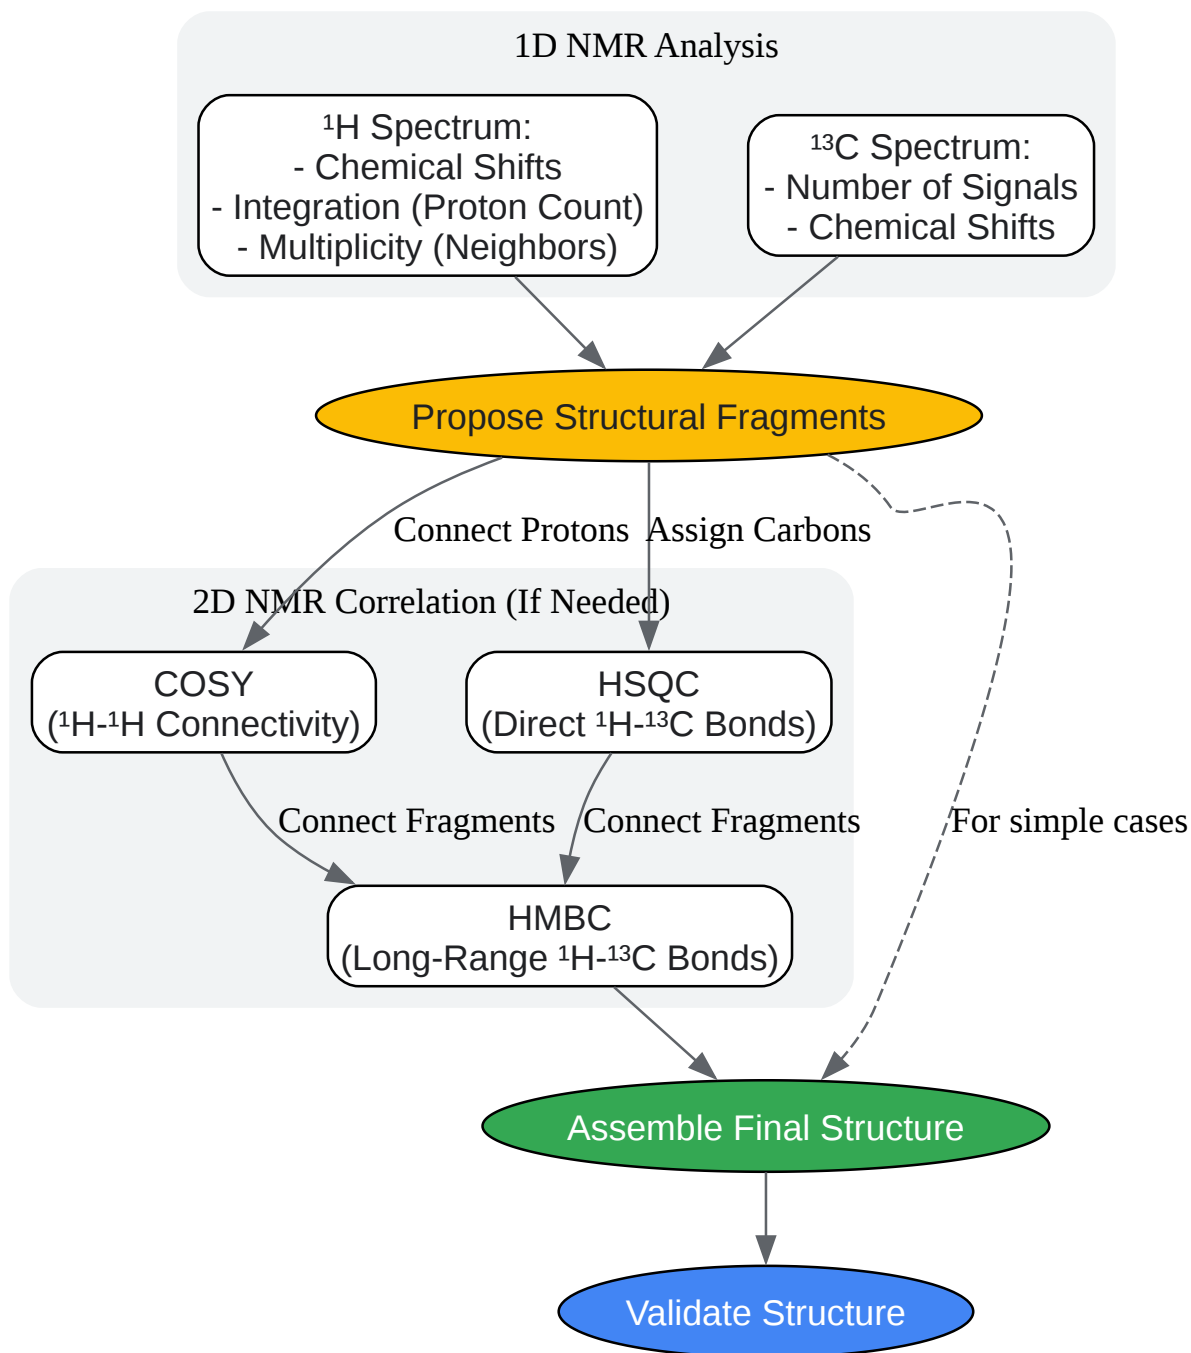 1D NMR Analysis
¹H Spectrum:
- Chemical Shifts
- Integration (Proton Count)
- Multiplicity (Neighbors)
¹³C Spectrum:
- Number of Signals
- Chemical Shifts
Propose Structural Fragments
Connect Protons
Assign Carbons
2D NMR Correlation (If Needed)
COSY
(¹H-¹H Connectivity)
HSQC
(Direct ¹H-¹³C Bonds)
Connect Fragments
Connect Fragments
For simple cases
HMBC
(Long-Range ¹H-¹³C Bonds)
Assemble Final Structure
Validate Structure